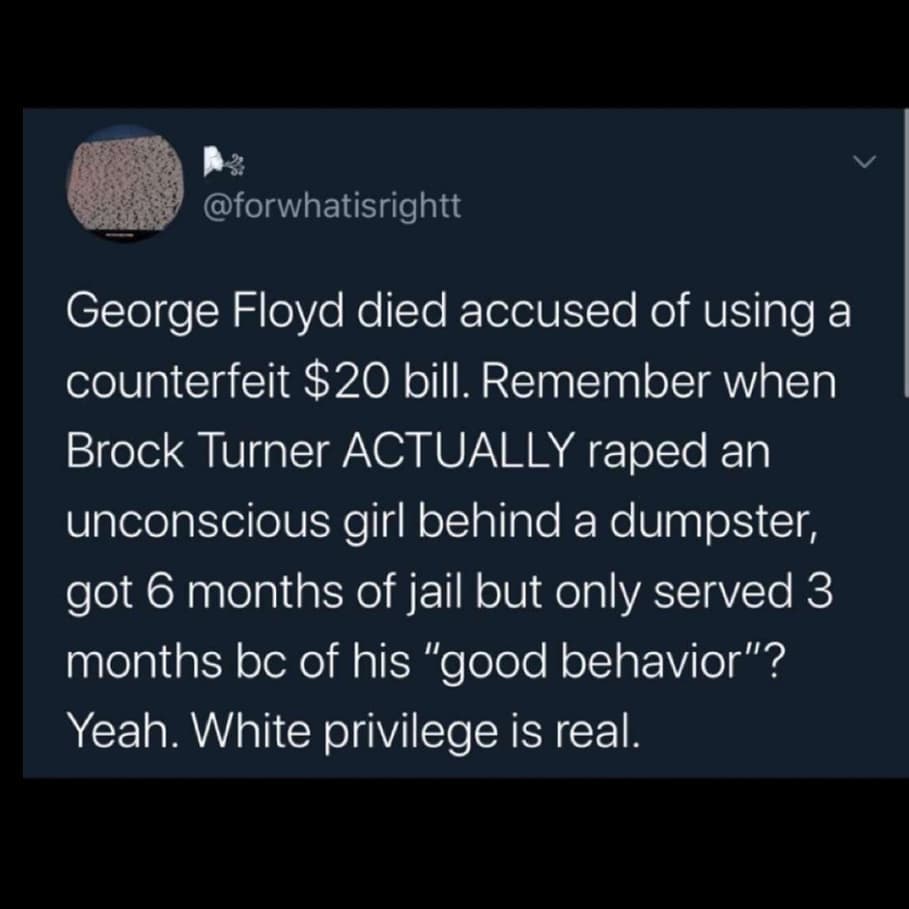 @forwhatisrightt
George Floyd died accused of using a
counterfeit $20 bill. Remember when
Brock Turner ACTUALLY raped an
unconscious girl behind a dumpster,
got 6 months of jail but only served 3
months bc of his “good behavior”?
Yeah. White privilege is real.